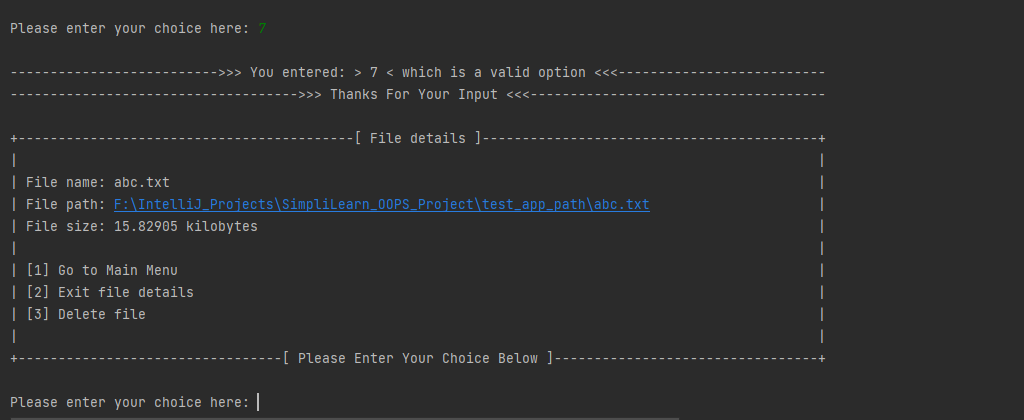 Please enter your choice here: 7
-------------------------->>> You entered: > 7 < which is a valid option <<<--------------------------
------------------------------------>>> Thanks For Your Input <<<-------------------------------------
+------------------------------------------[ File details ]------------------------------------------+
| File name: abc.txt |
| File path: F:\IntelliJ_Projects\SimpliLearn_OOPS_Project\test_app_path\abc.txt |
| File size: 15.82905 kilobytes |
| [1] Go to Main Menu |
| [2] Exit file details |
| [3] Delete file |
+---------------------------------[ Please Enter Your Choice Below ]---------------------------------+
Please enter your choice here: